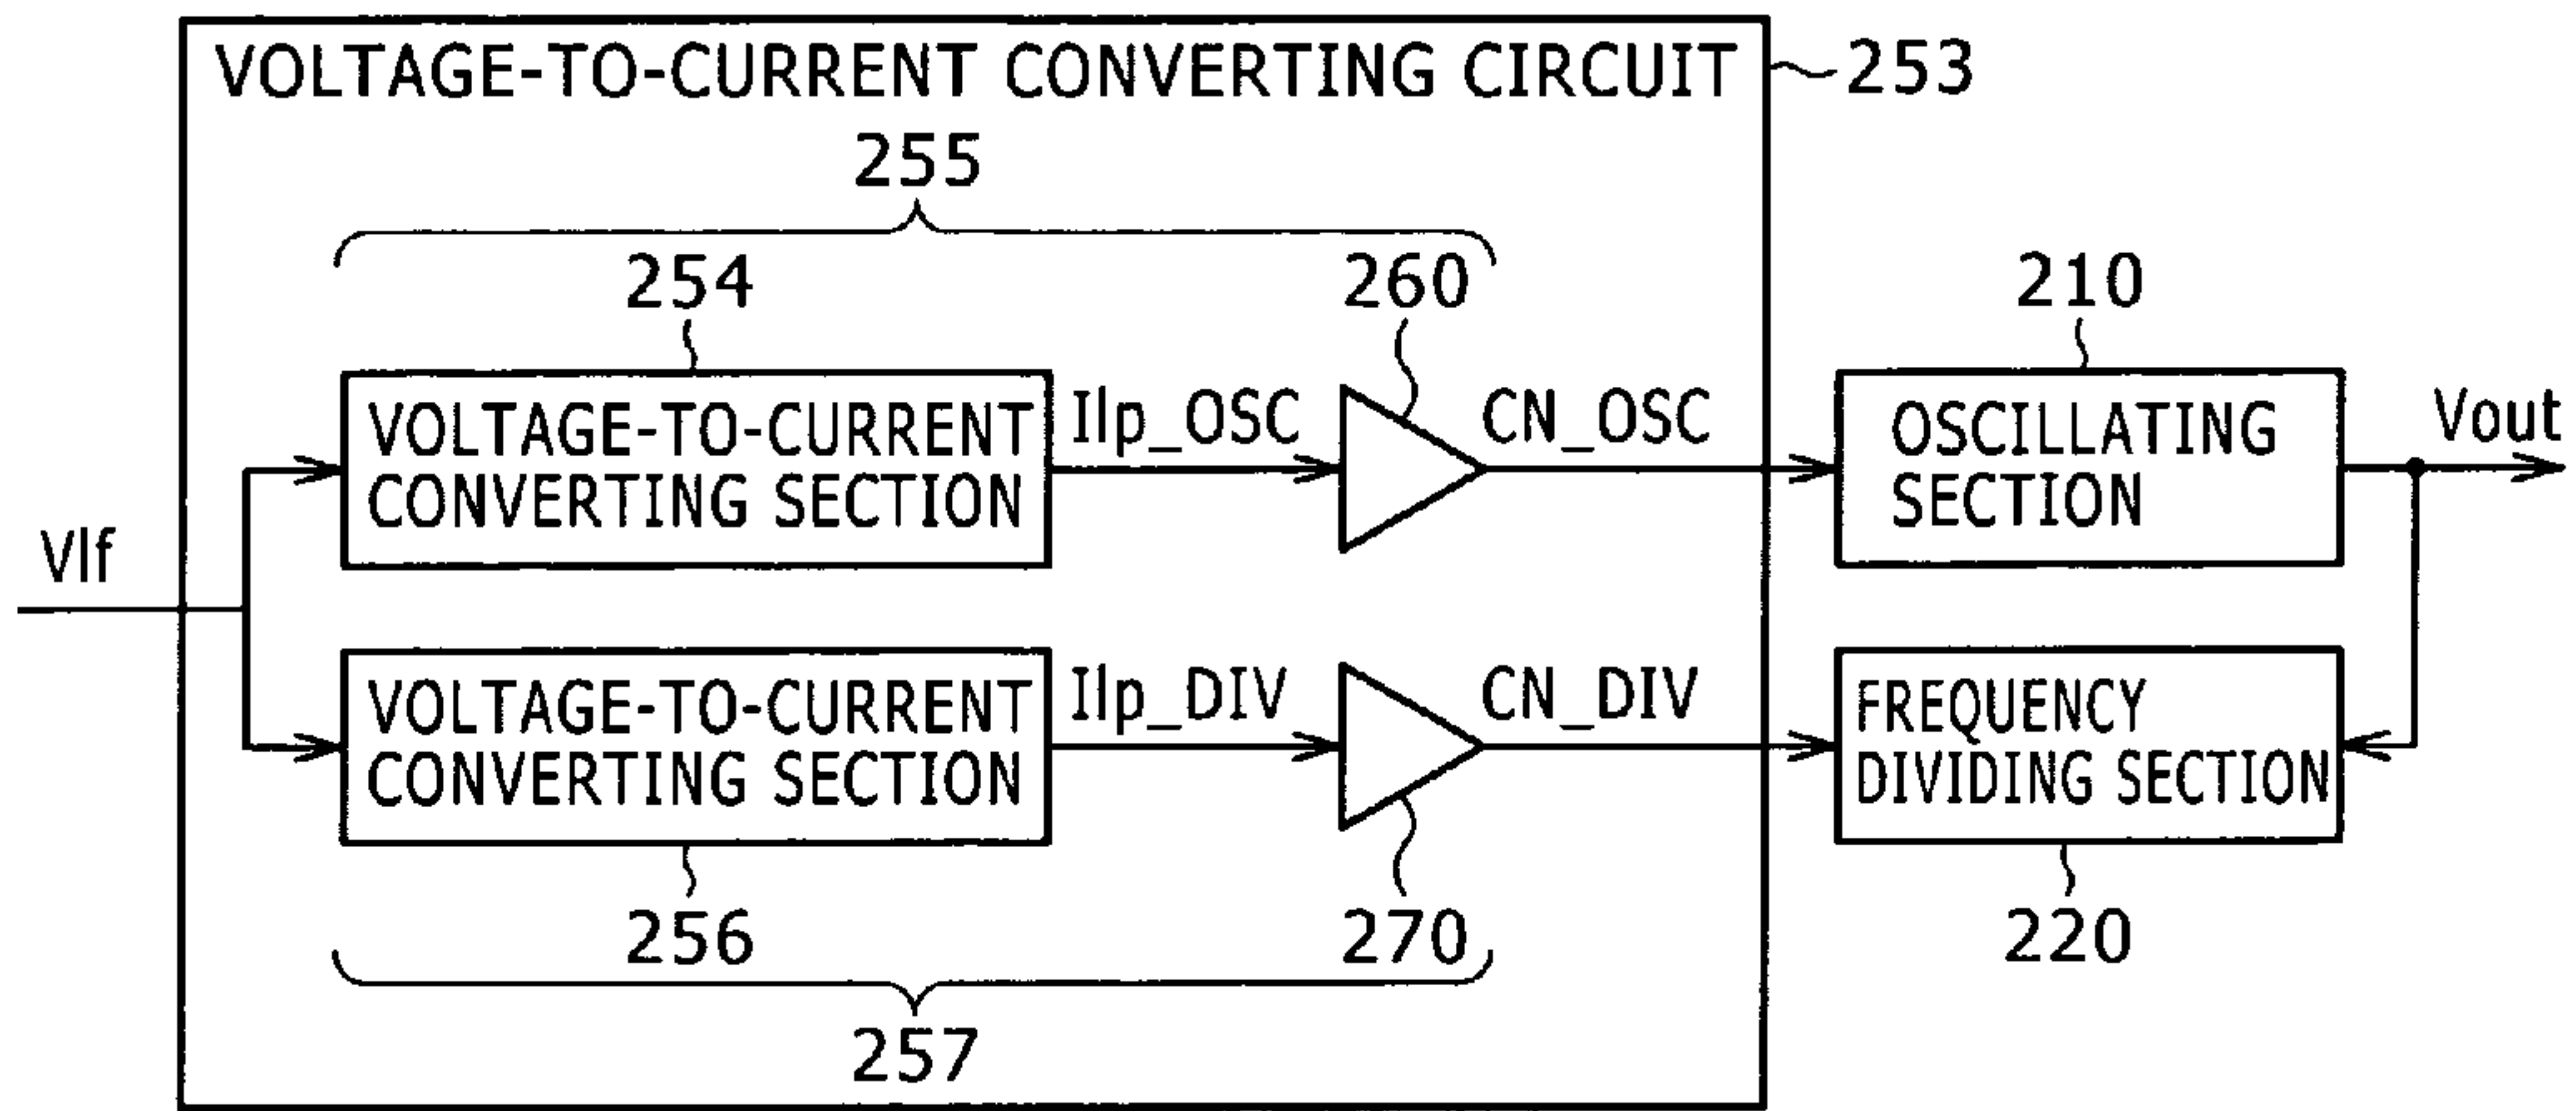 VOLTAGE-TO-CURRENT CONVERTING CIRCUIT
253
255
254
260
210
VOLTAGE-TO-CURRENT
CONVERTING SECTION
Ilp_OSC
CN_OSC
OSCILLATING
SECTION
Vout
Vlf
VOLTAGE-TO-CURRENT
CONVERTING SECTION
Ilp_DIV
CN_DIV
FREQUENCY
DIVIDING SECTION
256
270
220
257